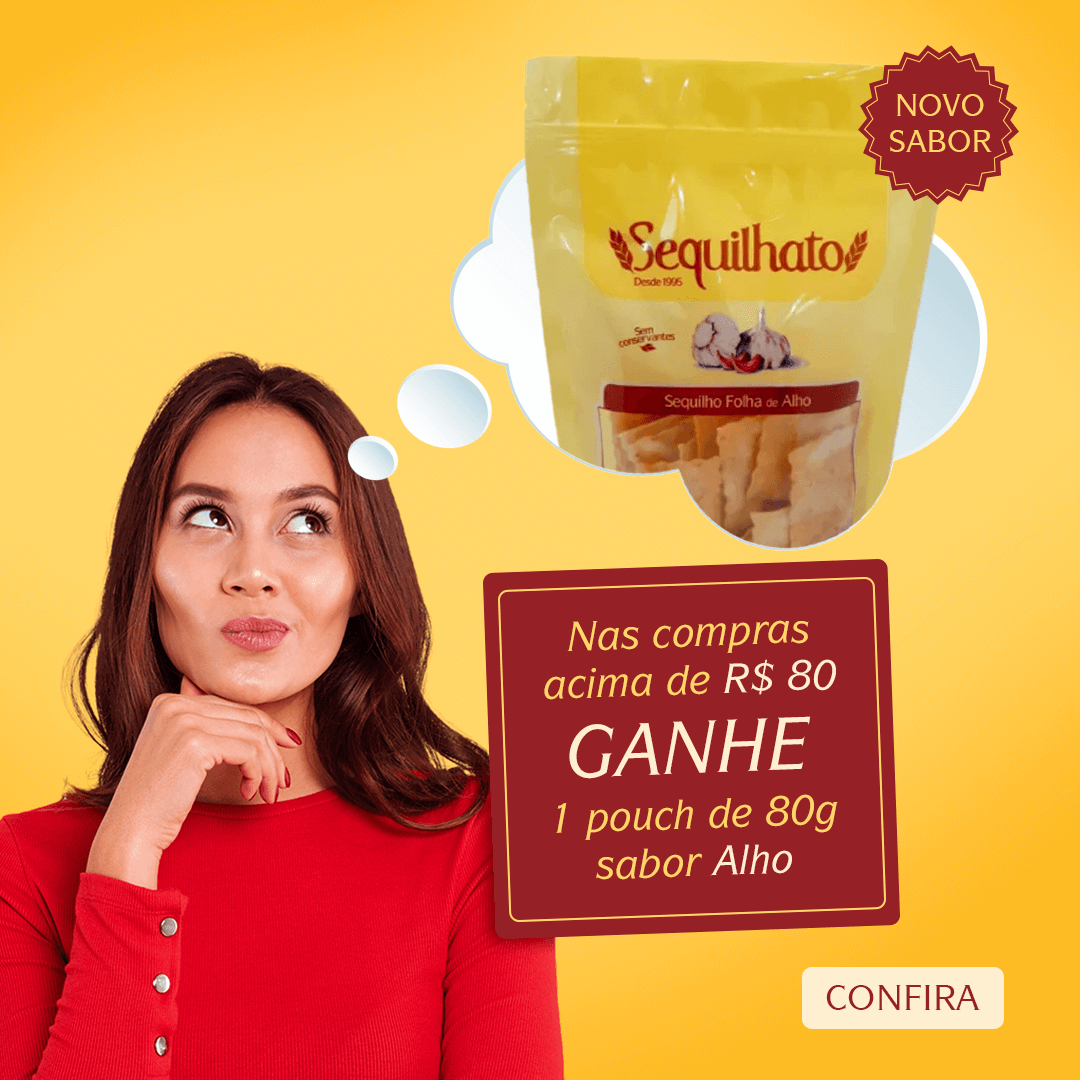 NOVO
SABOR
Sequilhato
Desde 1995
Sem
conservantes
Sequilho Folha de Alho
Nas compras
acima de R$ 80
GANHE
1 pouch de 80g
sabor Alho
CONFIRA